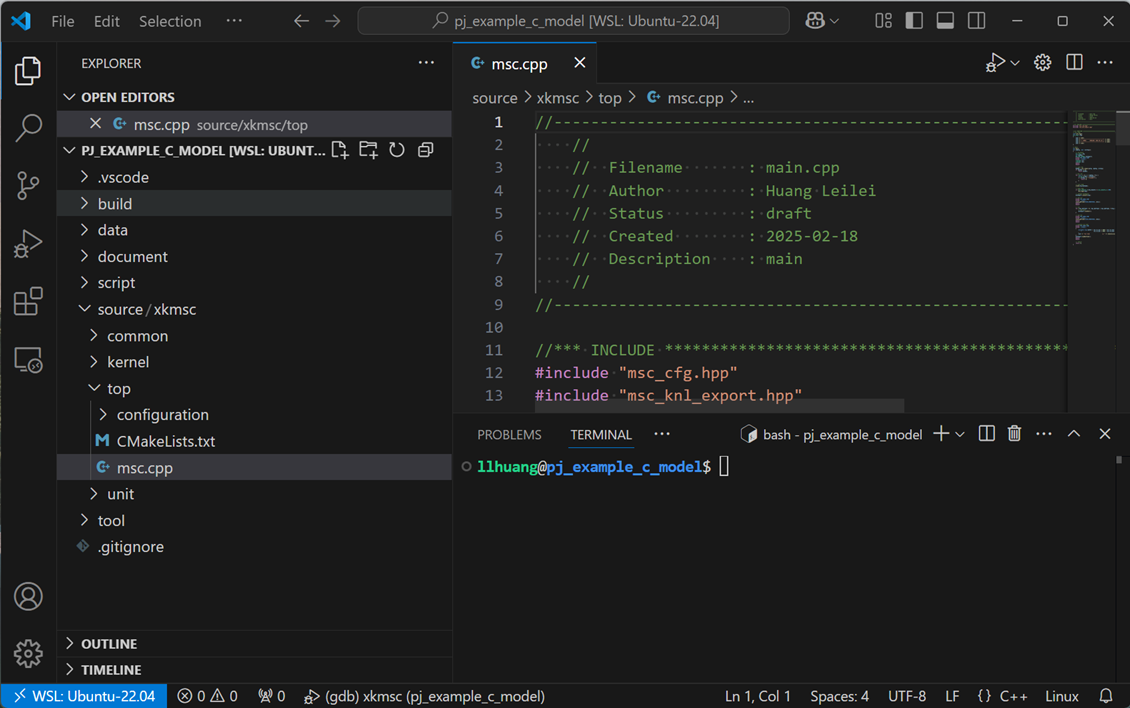 File Edit Selection ··· pj_example_c_model [WSL: Ubuntu-22.04]
EXPLORER
OPEN EDITORS
msc.cpp source/xkmsc/top
PJ_EXAMPLE_C_MODEL [WSL: UBUNT...
.vscode
build
data
document
script
source/xkmsc
common
kernel
top
configuration
CMakeLists.txt
msc.cpp
unit
tool
.gitignore
OUTLINE
TIMELINE
msc.cpp
source > xkmsc > top > msc.cpp > ...
1 //----------------------------------------------------------
2 //
3 // Filename : main.cpp
4 // Author : Huang Leilei
5 // Status : draft
6 // Created : 2025-02-18
7 // Description : main
8 //
9 //----------------------------------------------------------
10
11 //*** INCLUDE ********************************************
12 #include "msc_cfg.hpp"
13 #include "msc_knl_export.hpp"
PROBLEMS TERMINAL ··· bash - pj_example_c_model
llhuang@pj_example_c_model$
WSL: Ubuntu-22.04 0 0 0 (gdb) xkmsc (pj_example_c_model) Ln 1, Col 1 Spaces: 4 UTF-8 LF {} C++ Linux